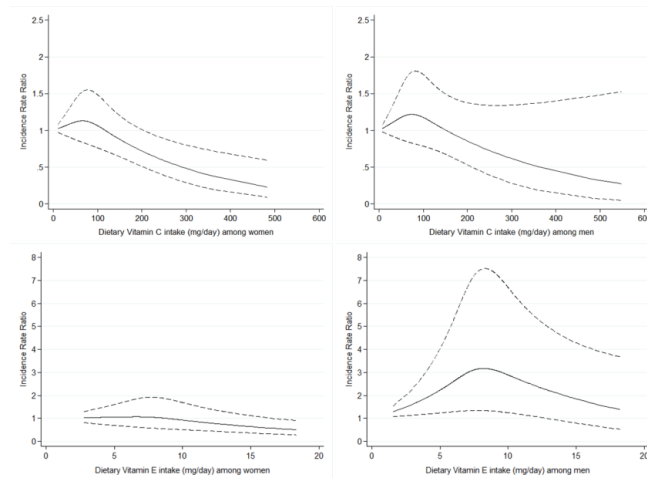 2.5
2
1.5
1
.5
0
Incidence Rate Ratio
0 100 200 300 400 500 600
Dietary Vitamin C intake (mg/day) among women
2.5
2
1.5
1
.5
0
Incidence Rate Ratio
0 100 200 300 400 500 600
Dietary Vitamin C intake (mg/day) among men
8
7
6
5
4
3
2
1
0
Incidence Rate Ratio
0 5 10 15 20
Dietary Vitamin E intake (mg/day) among women
8
7
6
5
4
3
2
1
0
Incidence Rate Ratio
0 5 10 15 20
Dietary Vitamin E intake (mg/day) among men